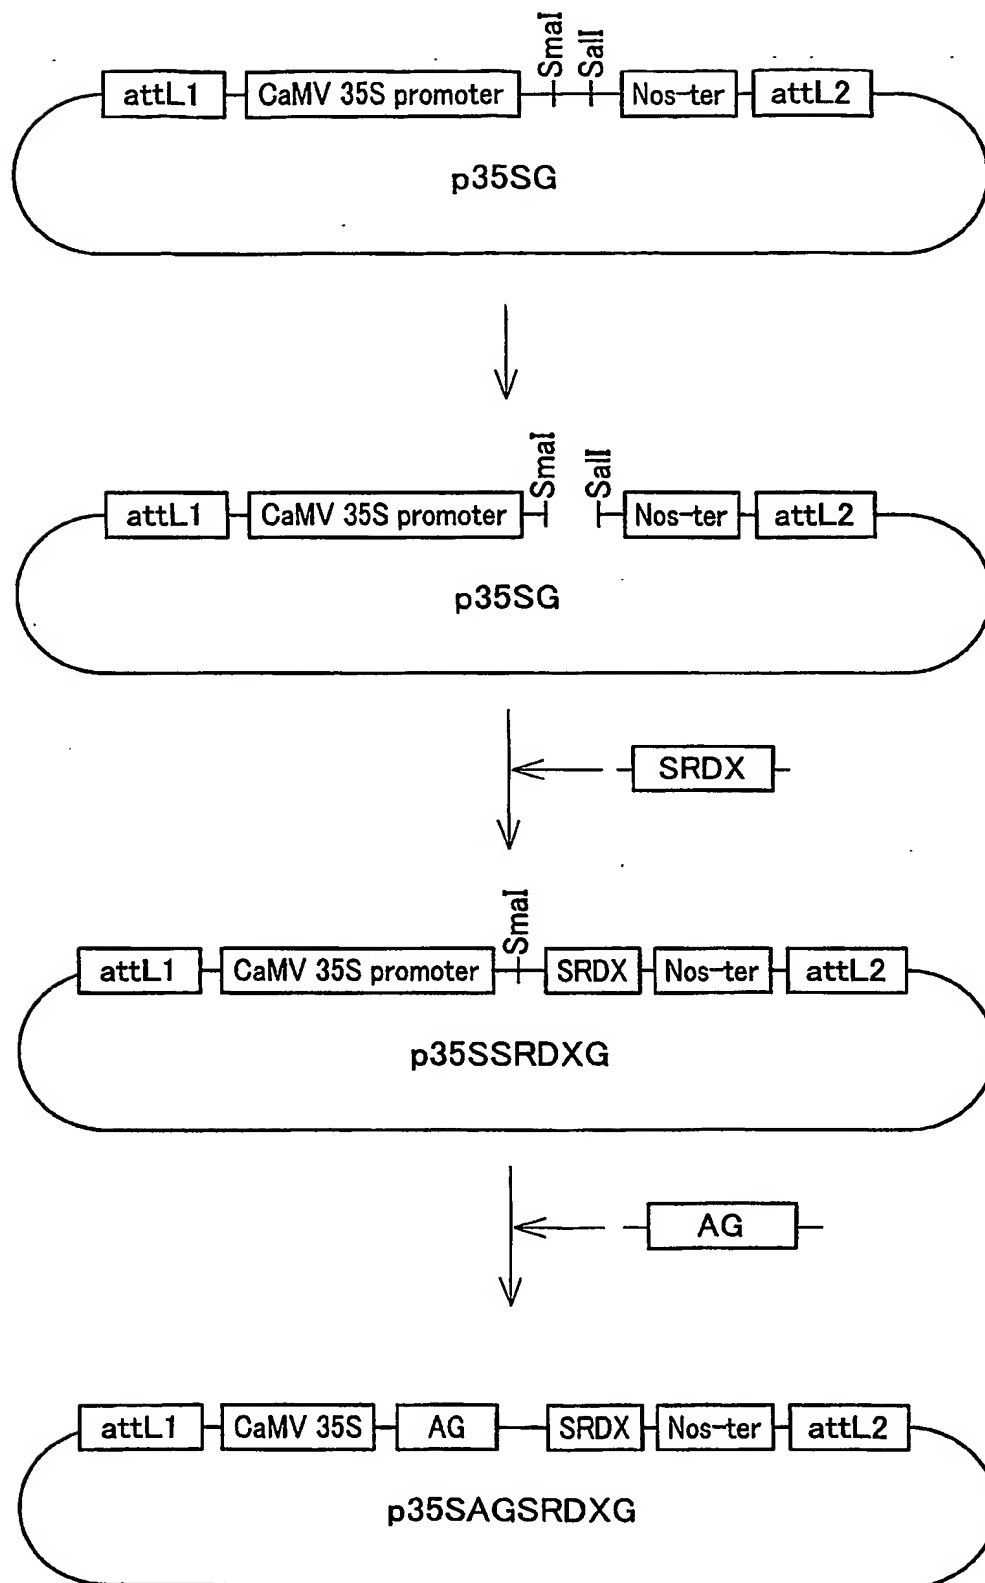 SmaI SalI
attL1 CaMV 35S promoter Nos-ter attL2
p35SG
SmaI SalI
attL1 CaMV 35S promoter Nos-ter attL2
p35SG
SRDX
SmaI
attL1 CaMV 35S promoter SRDX Nos-ter attL2
p35SSRDXG
AG
attL1 CaMV 35S AG SRDX Nos-ter attL2
p35SAGSRDXG